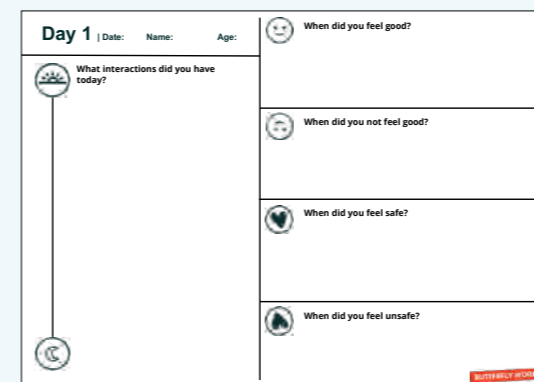 Day 1 | Date: Name: Age:
What interactions did you have
today?
When did you feel good?
When did you not feel good?
When did you feel safe?
When did you feel unsafe?
BUTTERFLY WORKS